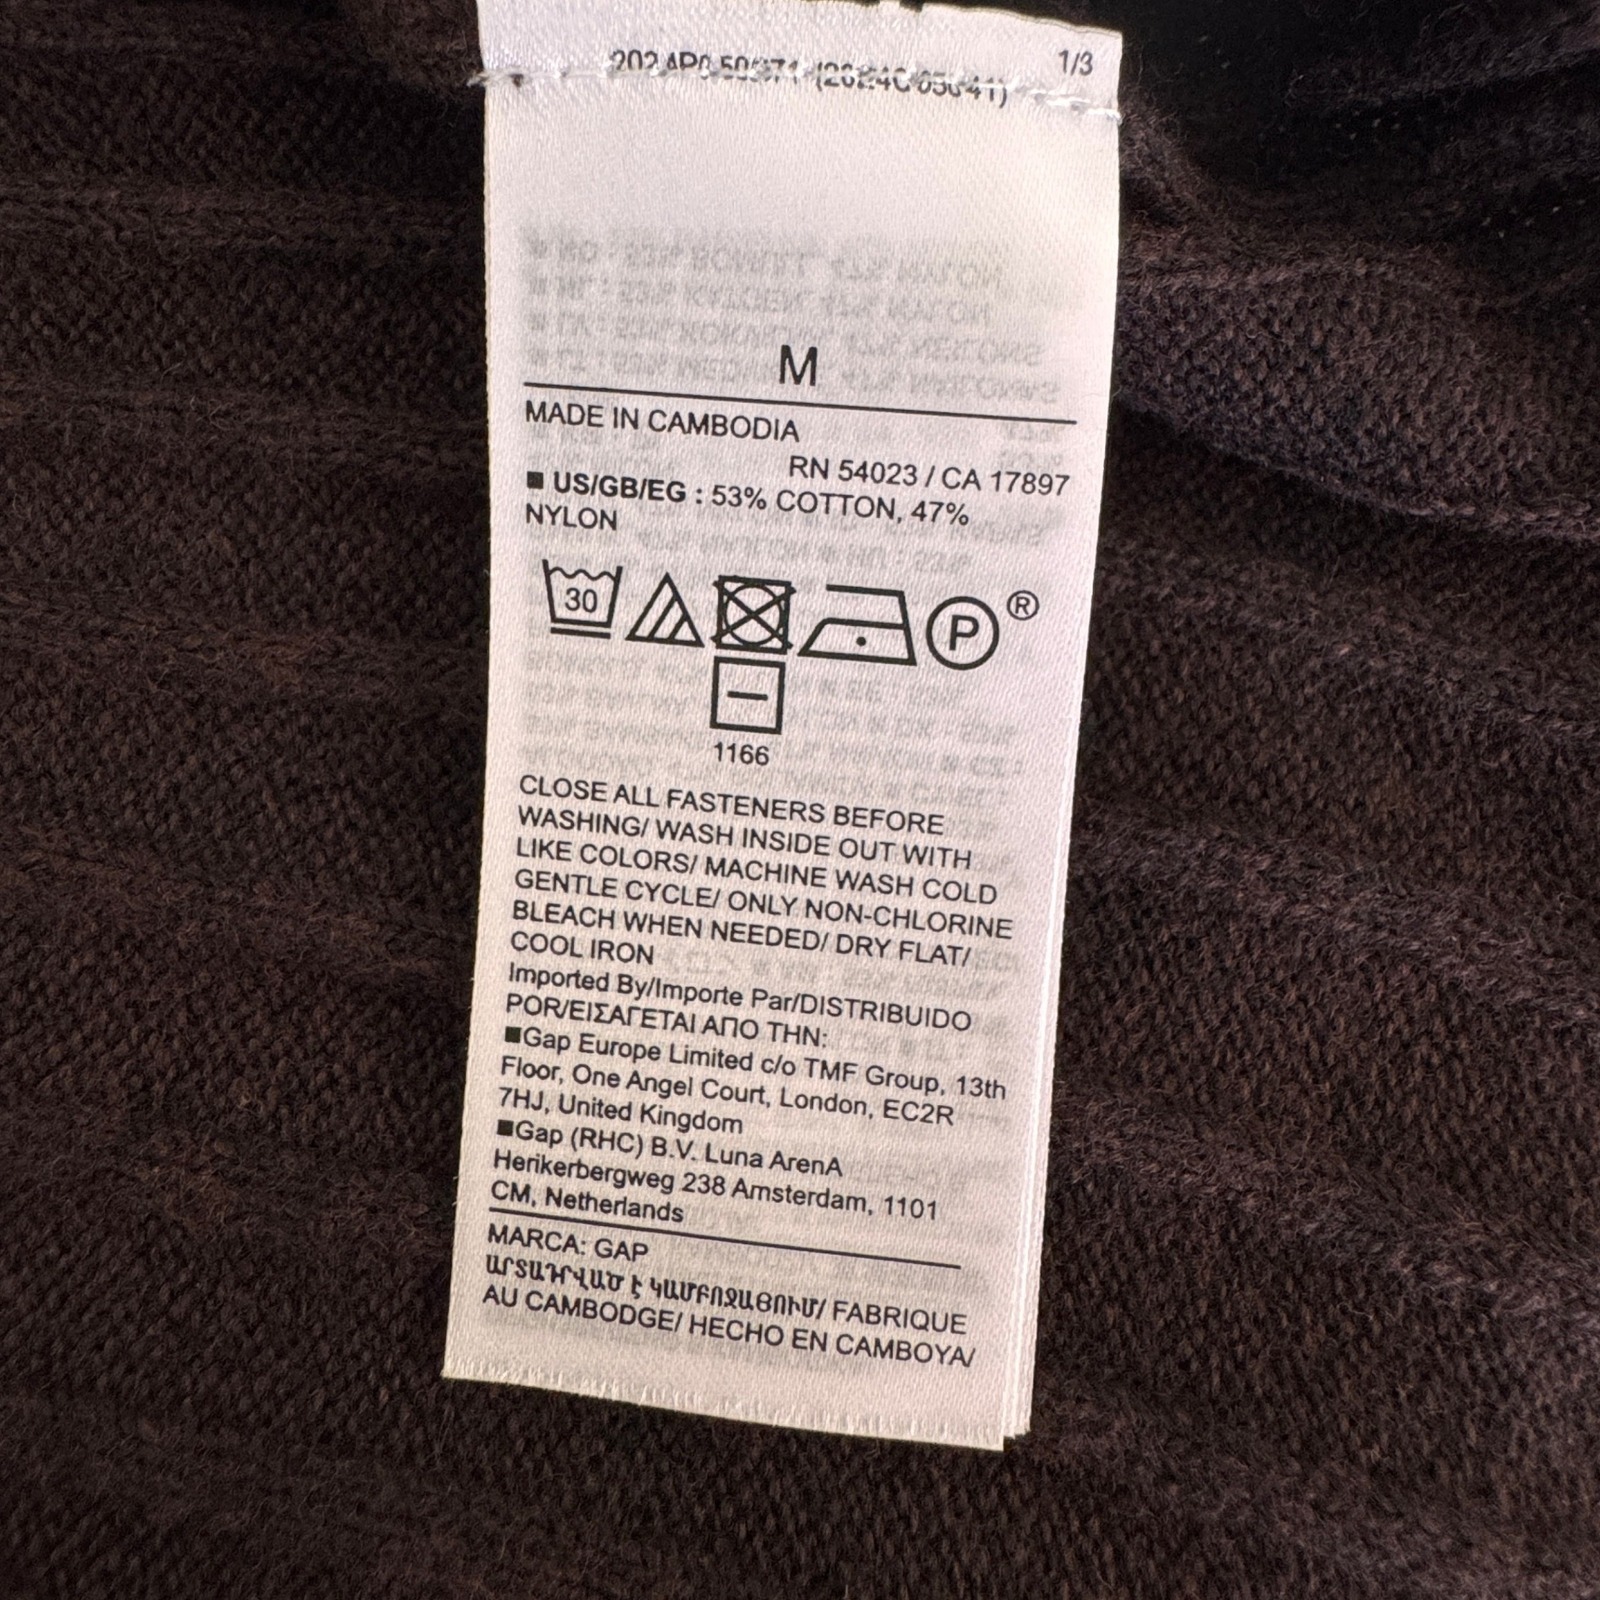 1/3
M
MADE IN CAMBODIA
RN 54023 / CA 17897
■ US/GB/EG : 53% COTTON, 47%
NYLON
30
P
®
1166
CLOSE ALL FASTENERS BEFORE
WASHING/ WASH INSIDE OUT WITH
LIKE COLORS/ MACHINE WASH COLD
GENTLE CYCLE/ ONLY NON-CHLORINE
BLEACH WHEN NEEDED/ DRY FLAT/
COOL IRON
Imported By/Importe Par/DISTRIBUIDO
POR/ΕΙΣΑΓΕΤΑΙ ΑΠΟ ΤΗΝ:
■Gap Europe Limited c/o TMF Group, 13th
Floor, One Angel Court, London, EC2R
7HJ, United Kingdom
■Gap (RHC) B.V. Luna ArenA
Herikerbergweg 238 Amsterdam, 1101
CM, Netherlands
MARCA: GAP
ԱՐՏԱԴՐՎԱԾ Է ԿԱՄԲՈՋԱՅՈՒՄ/ FABRIQUE
AU CAMBODGE/ HECHO EN CAMBOYA/